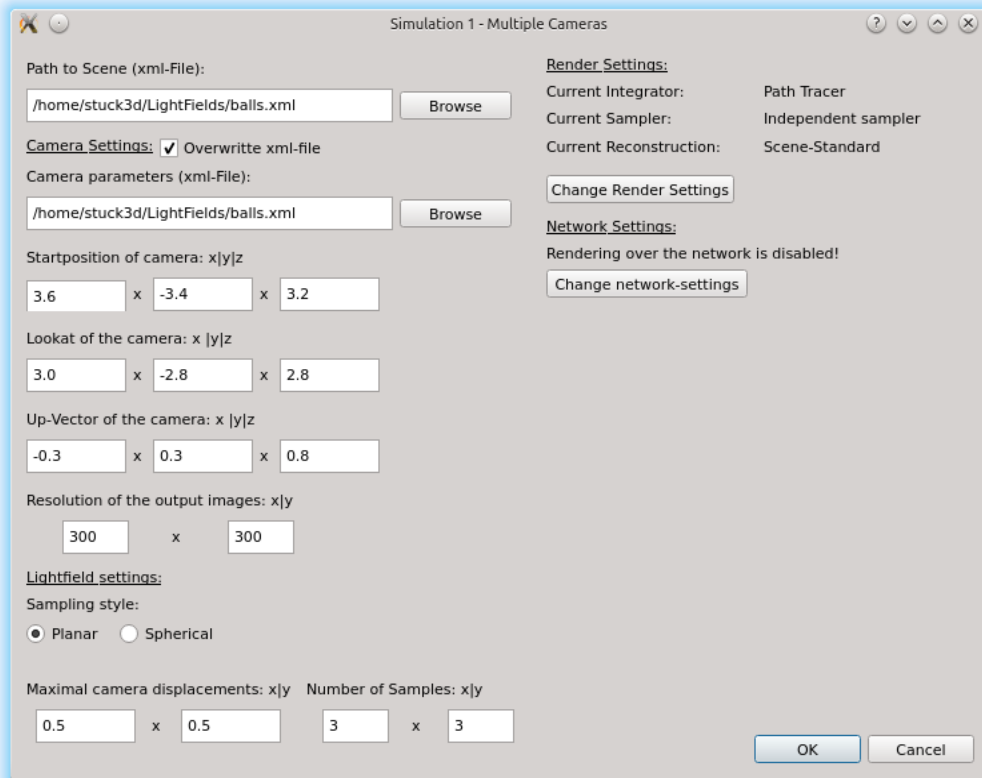 Simulation 1 - Multiple Cameras
Path to Scene (xml-File):
/home/stuck3d/LightFields/balls.xml
Browse
Camera Settings:
Overwritte xml-file
Camera parameters (xml-File):
/home/stuck3d/LightFields/balls.xml
Browse
Startposition of camera: x|y|z
3.6 x -3.4 x 3.2
Lookat of the camera: x |y|z
3.0 x -2.8 x 2.8
Up-Vector of the camera: x |y|z
-0.3 x 0.3 x 0.8
Resolution of the output images: x|y
300 x 300
Lightfield settings:
Sampling style:
Planar Spherical
Maximal camera displacements: x|y
0.5 x 0.5
Number of Samples: x|y
3 x 3
Render Settings:
Current Integrator: Path Tracer
Current Sampler: Independent sampler
Current Reconstruction: Scene-Standard
Change Render Settings
Network Settings:
Rendering over the network is disabled!
Change network-settings
OK
Cancel